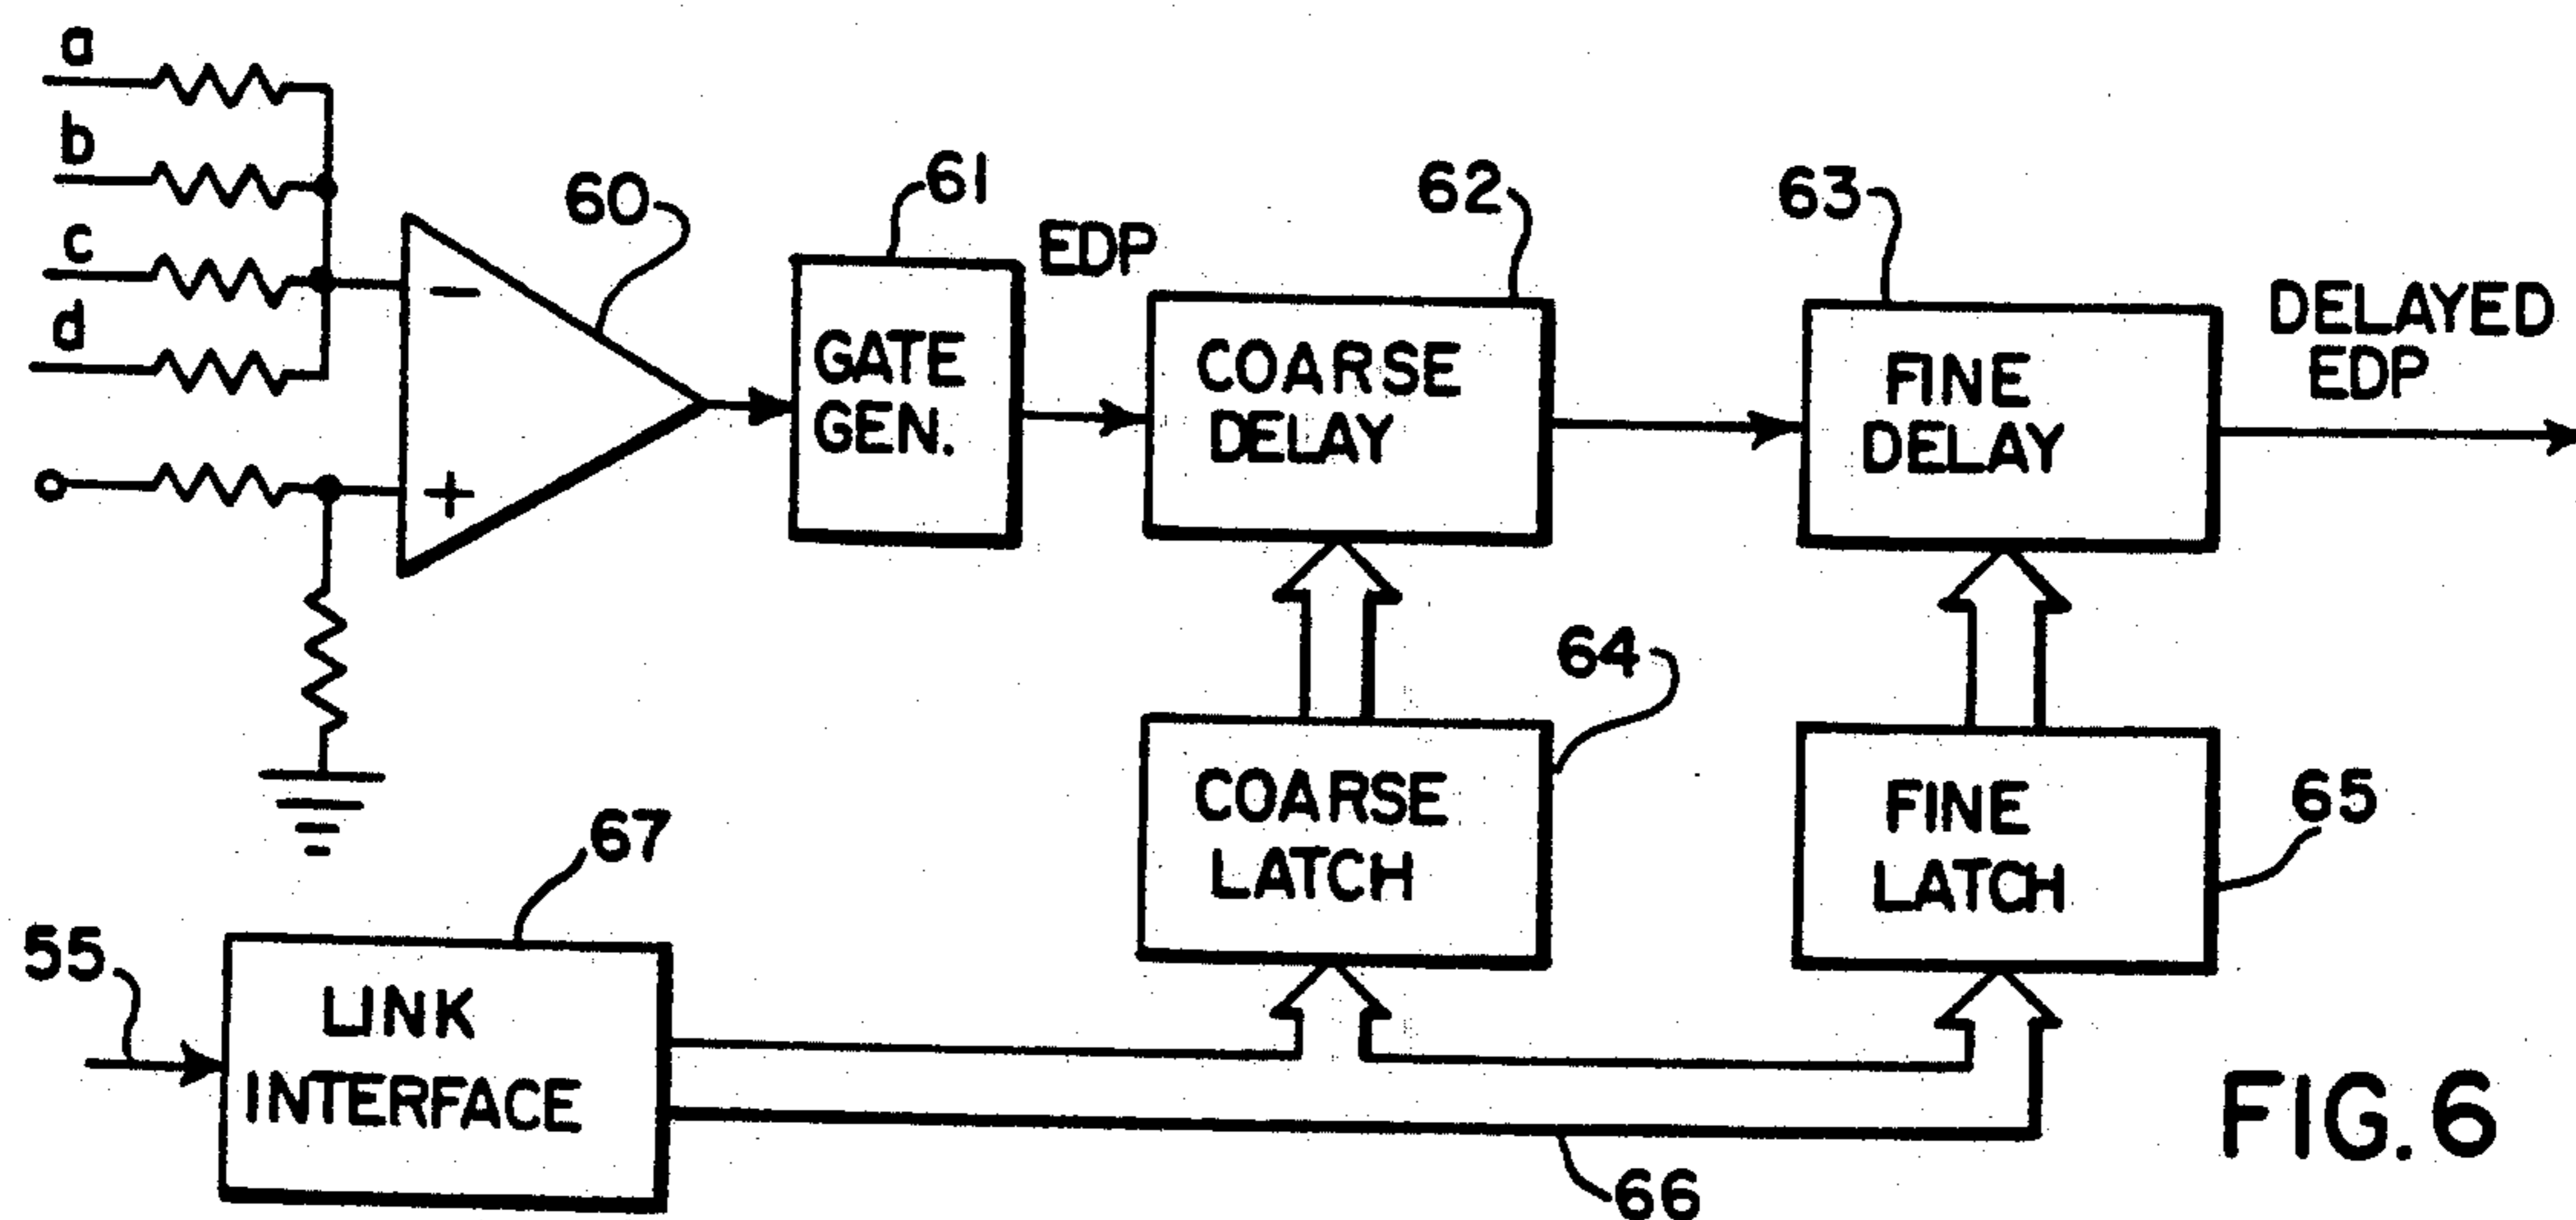 a
b
c
d
-
+
60
61
GATE
GEN.
EDP
62
COARSE
DELAY
63
FINE
DELAY
DELAYED
EDP
64
COARSE
LATCH
65
FINE
LATCH
55
67
LINK
INTERFACE
66
FIG. 6